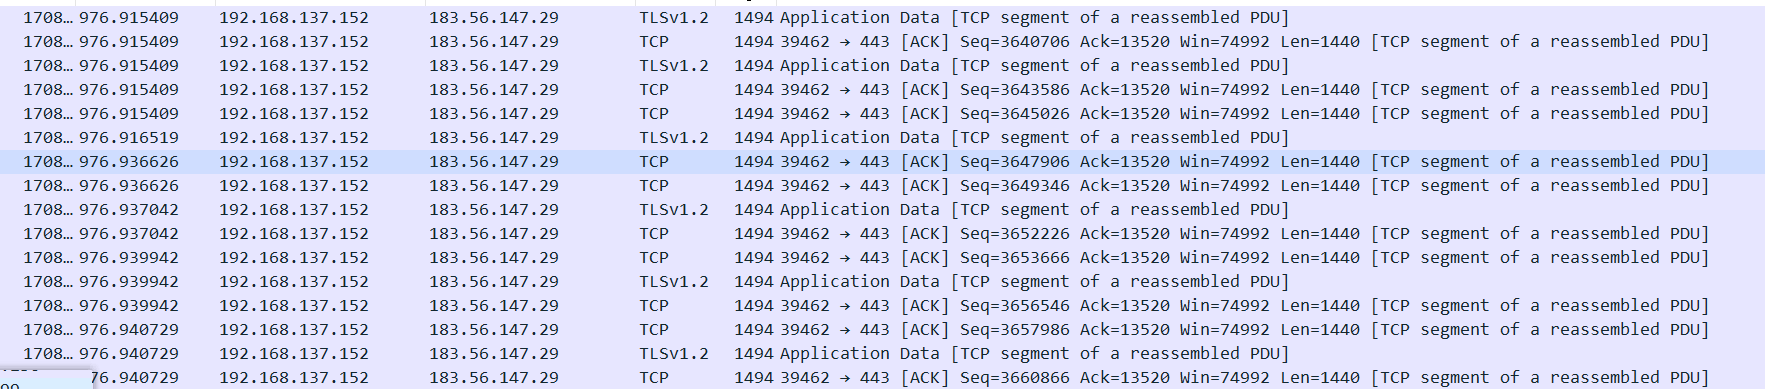 1708… 976.915409 192.168.137.152 183.56.147.29 TLSv1.2 1494 Application Data [TCP segment of a reassembled PDU]
1708… 976.915409 192.168.137.152 183.56.147.29 TCP 1494 39462 → 443 [ACK] Seq=3640706 Ack=13520 Win=74992 Len=1440 [TCP segment of a reassembled PDU]
1708… 976.915409 192.168.137.152 183.56.147.29 TLSv1.2 1494 Application Data [TCP segment of a reassembled PDU]
1708… 976.915409 192.168.137.152 183.56.147.29 TCP 1494 39462 → 443 [ACK] Seq=3643586 Ack=13520 Win=74992 Len=1440 [TCP segment of a reassembled PDU]
1708… 976.915409 192.168.137.152 183.56.147.29 TCP 1494 39462 → 443 [ACK] Seq=3645026 Ack=13520 Win=74992 Len=1440 [TCP segment of a reassembled PDU]
1708… 976.916519 192.168.137.152 183.56.147.29 TLSv1.2 1494 Application Data [TCP segment of a reassembled PDU]
1708… 976.936626 192.168.137.152 183.56.147.29 TCP 1494 39462 → 443 [ACK] Seq=3647906 Ack=13520 Win=74992 Len=1440 [TCP segment of a reassembled PDU]
1708… 976.936626 192.168.137.152 183.56.147.29 TCP 1494 39462 → 443 [ACK] Seq=3649346 Ack=13520 Win=74992 Len=1440 [TCP segment of a reassembled PDU]
1708… 976.937042 192.168.137.152 183.56.147.29 TLSv1.2 1494 Application Data [TCP segment of a reassembled PDU]
1708… 976.937042 192.168.137.152 183.56.147.29 TCP 1494 39462 → 443 [ACK] Seq=3652226 Ack=13520 Win=74992 Len=1440 [TCP segment of a reassembled PDU]
1708… 976.939942 192.168.137.152 183.56.147.29 TCP 1494 39462 → 443 [ACK] Seq=3653666 Ack=13520 Win=74992 Len=1440 [TCP segment of a reassembled PDU]
1708… 976.939942 192.168.137.152 183.56.147.29 TLSv1.2 1494 Application Data [TCP segment of a reassembled PDU]
1708… 976.939942 192.168.137.152 183.56.147.29 TCP 1494 39462 → 443 [ACK] Seq=3656546 Ack=13520 Win=74992 Len=1440 [TCP segment of a reassembled PDU]
1708… 976.940729 192.168.137.152 183.56.147.29 TCP 1494 39462 → 443 [ACK] Seq=3657986 Ack=13520 Win=74992 Len=1440 [TCP segment of a reassembled PDU]
1708… 976.940729 192.168.137.152 183.56.147.29 TLSv1.2 1494 Application Data [TCP segment of a reassembled PDU]
76.940729 192.168.137.152 183.56.147.29 TCP 1494 39462 → 443 [ACK] Seq=3660866 Ack=13520 Win=74992 Len=1440 [TCP segment of a reassembled PDU]